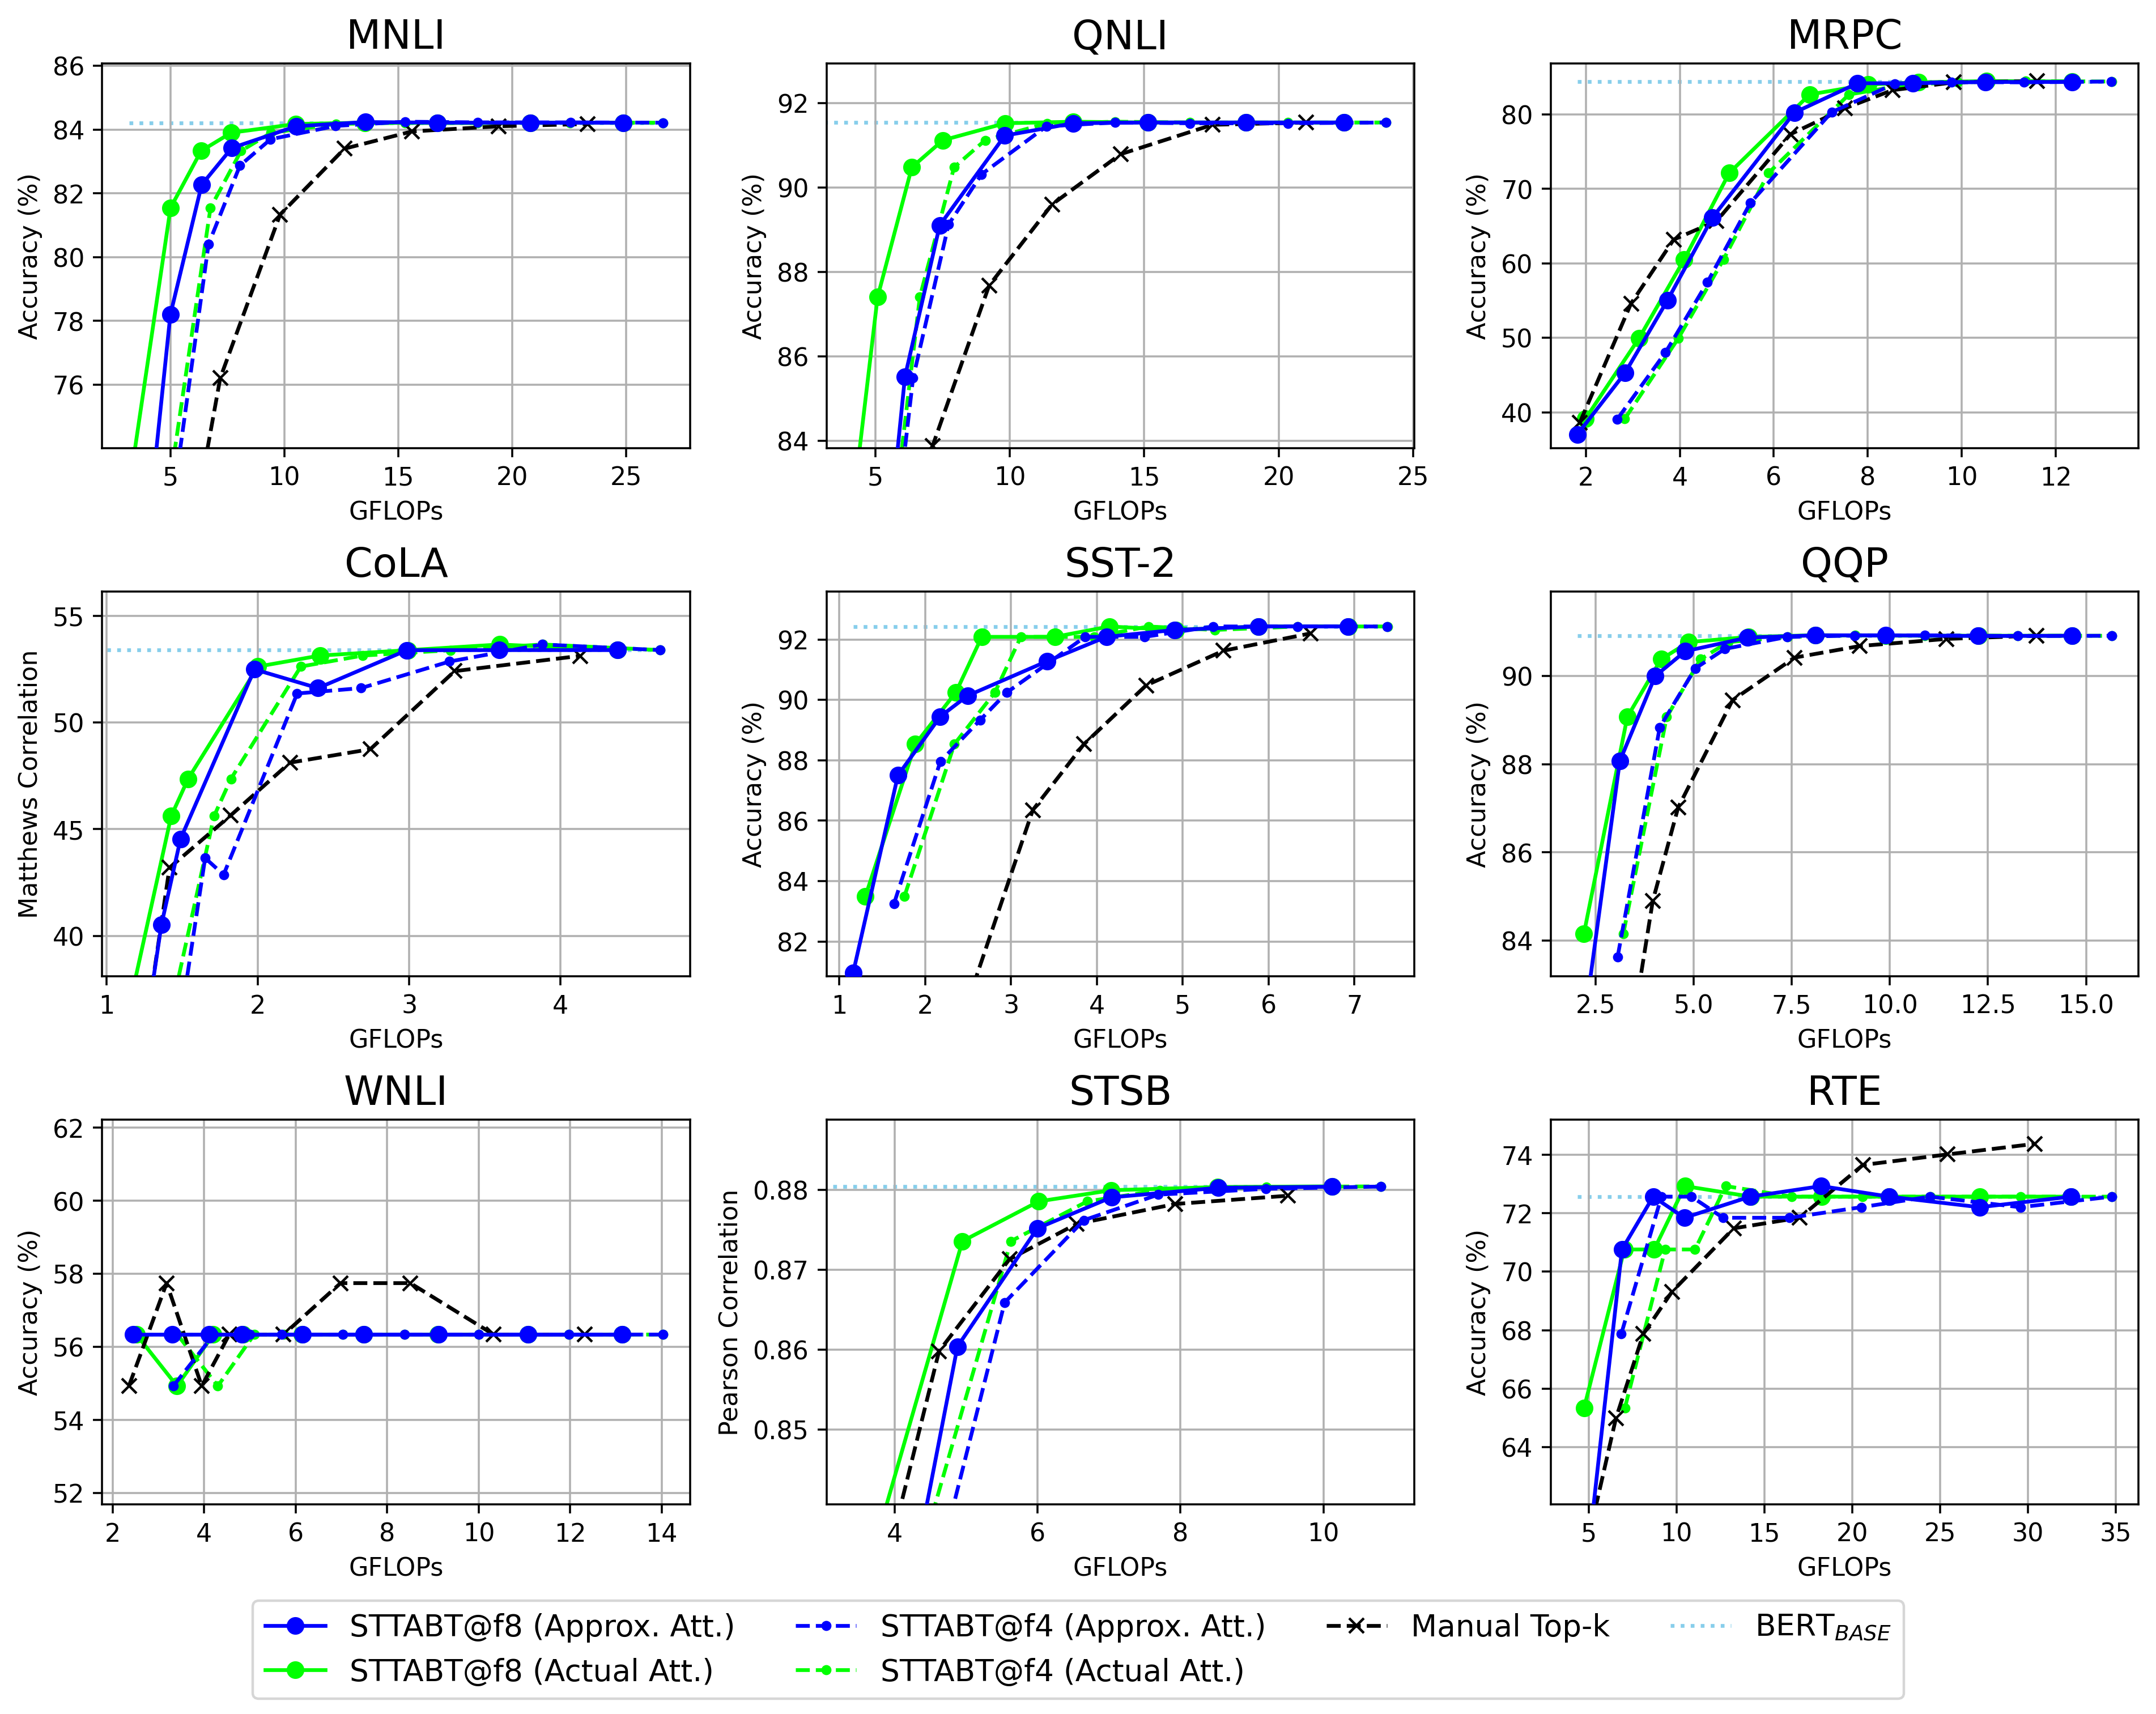 MNLI
QNLI
MRPC
86
84
82
80
78
76
Accuracy (%)
5
10
15
20
25
GFLOPs
92
90
88
86
84
Accuracy (%)
5
10
15
20
25
GFLOPs
80
70
60
50
40
Accuracy (%)
2
4
6
8
10
12
GFLOPs
CoLA
SST-2
QQP
55
50
45
40
Matthews Correlation
1
2
3
4
GFLOPs
92
90
88
86
84
82
Accuracy (%)
1
2
3
4
5
6
7
GFLOPs
90
88
86
84
Accuracy (%)
2.5
5.0
7.5
10.0
12.5
15.0
GFLOPs
WNLI
STSB
RTE
62
60
58
56
54
52
Accuracy (%)
2
4
6
8
10
12
14
GFLOPs
0.88
0.87
0.86
0.85
Pearson Correlation
4
6
8
10
GFLOPs
74
72
70
68
66
64
Accuracy (%)
5
10
15
20
25
30
35
GFLOPs
STTABT@f8 (Approx. Att.)
STTABT@f8 (Actual Att.)
STTABT@f4 (Approx. Att.)
STTABT@f4 (Actual Att.)
Manual Top-k
BERT_BASE